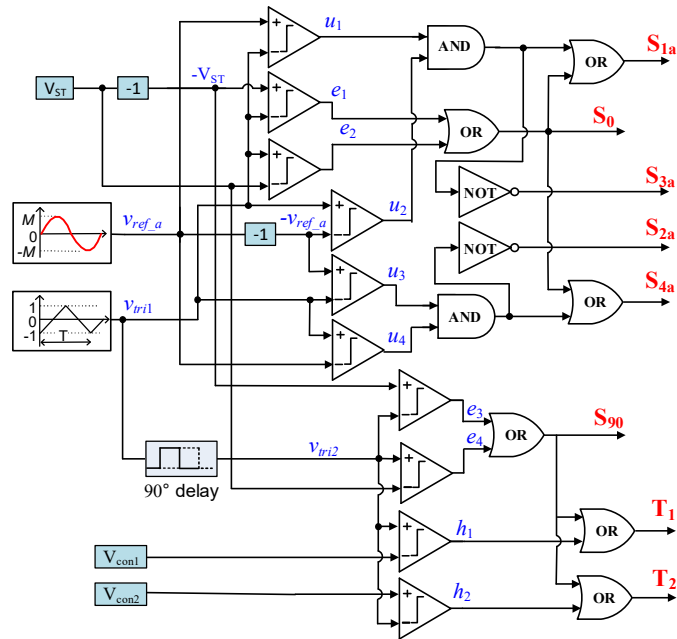 u1
AND
OR
S1a
VST
-1
-VST
e1
e2
OR
S0
NOT
S3a
M
0
-M
vref_a
-1
-vref_a
u2
NOT
S2a
u3
1
0
-1
T
vtri1
AND
OR
S4a
u4
e3
OR
S90
e4
vtri2
90° delay
Vcon1
h1
OR
T1
Vcon2
h2
OR
T2
+
--
+
--
+
--
+
--
+
--
+
--
+
--
+
--
+
--
+
--